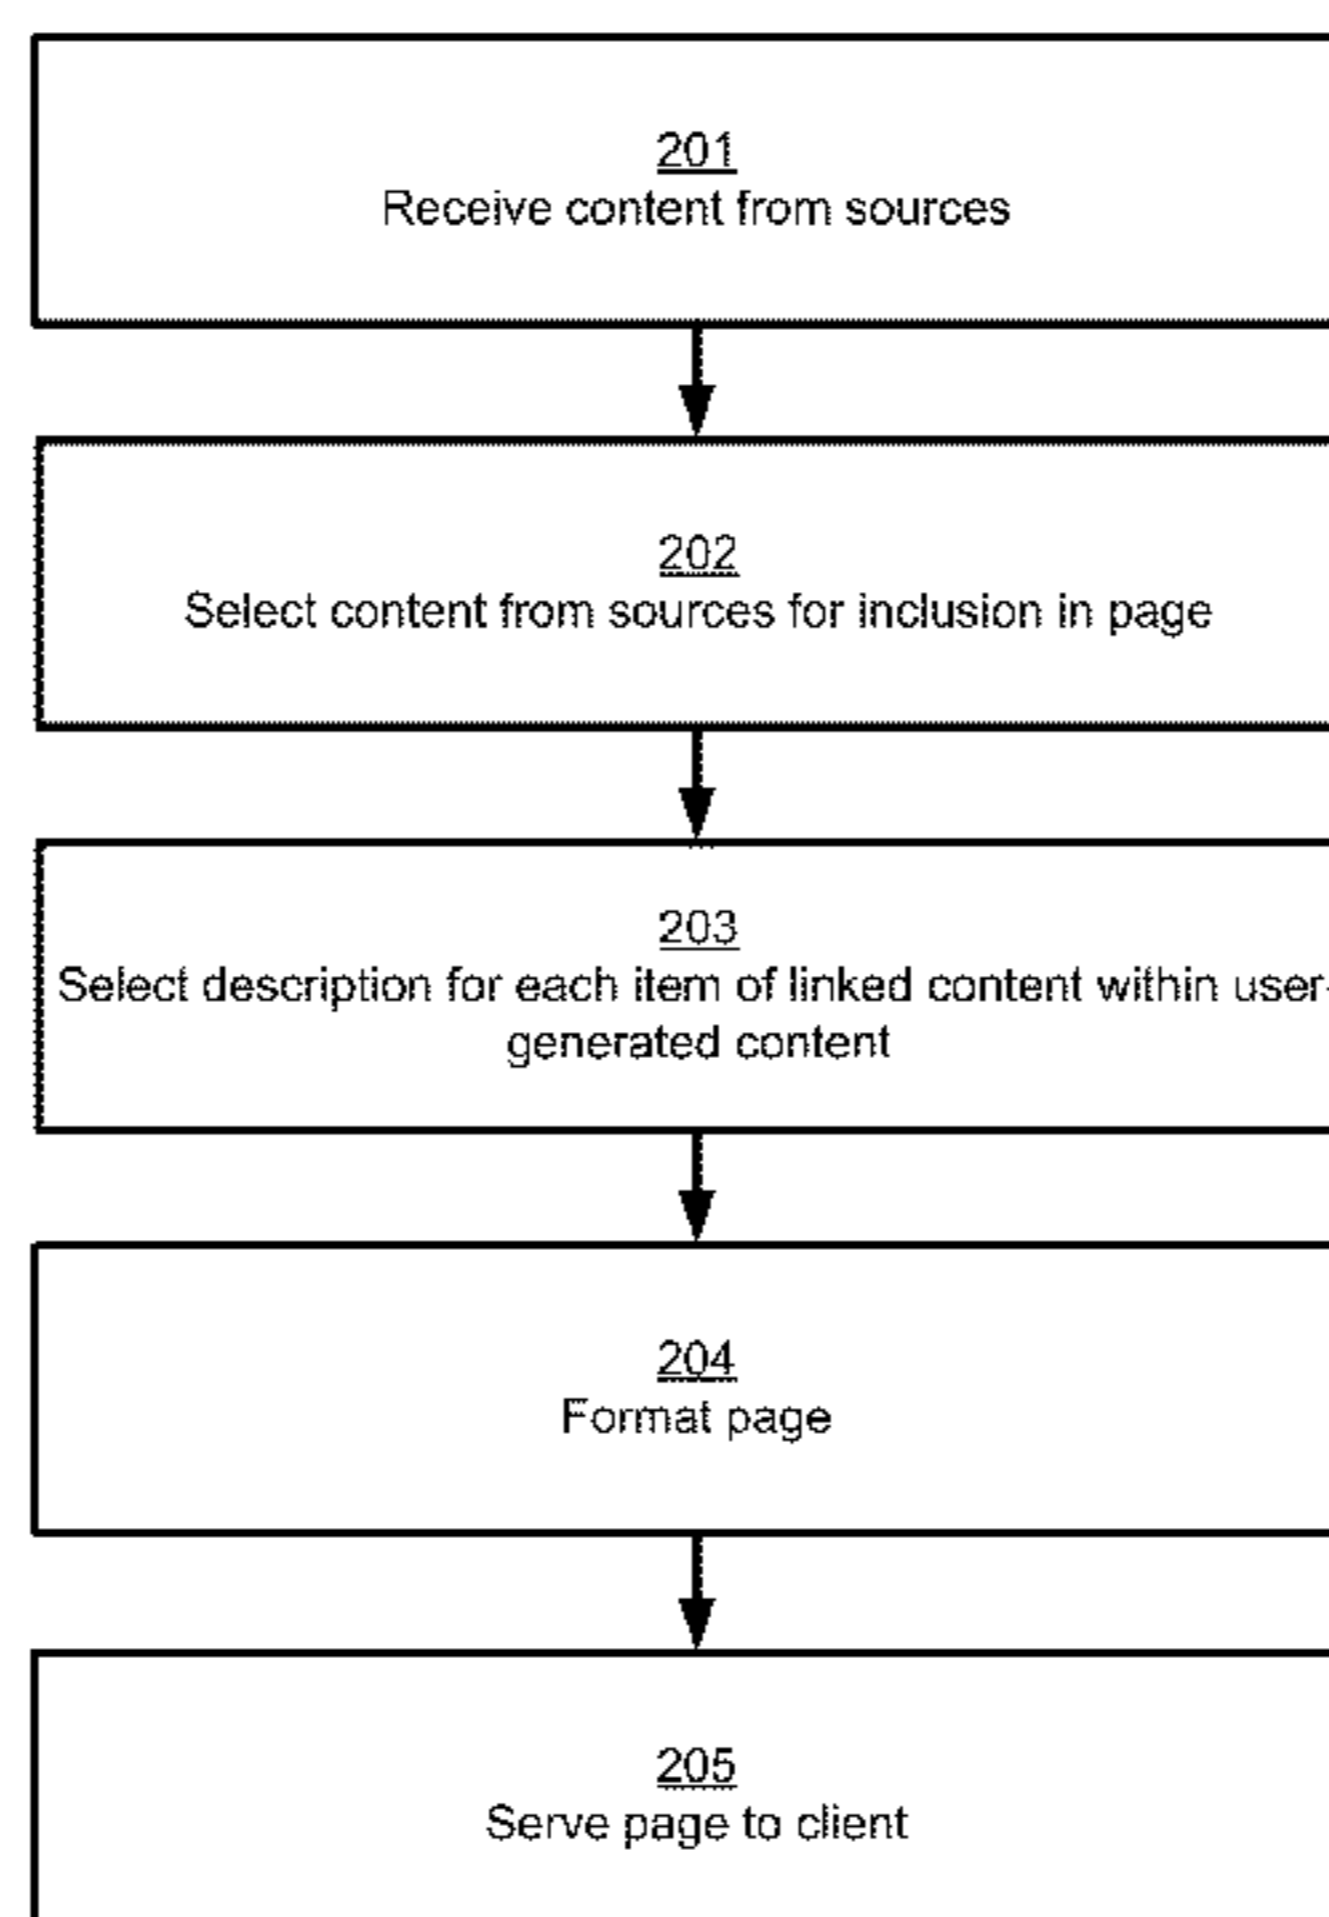 201
Receive content from sources
202
Select content from sources for inclusion in page
203
Select description for each item of linked content within user-
generated content
204
Format page
205
Serve page to client